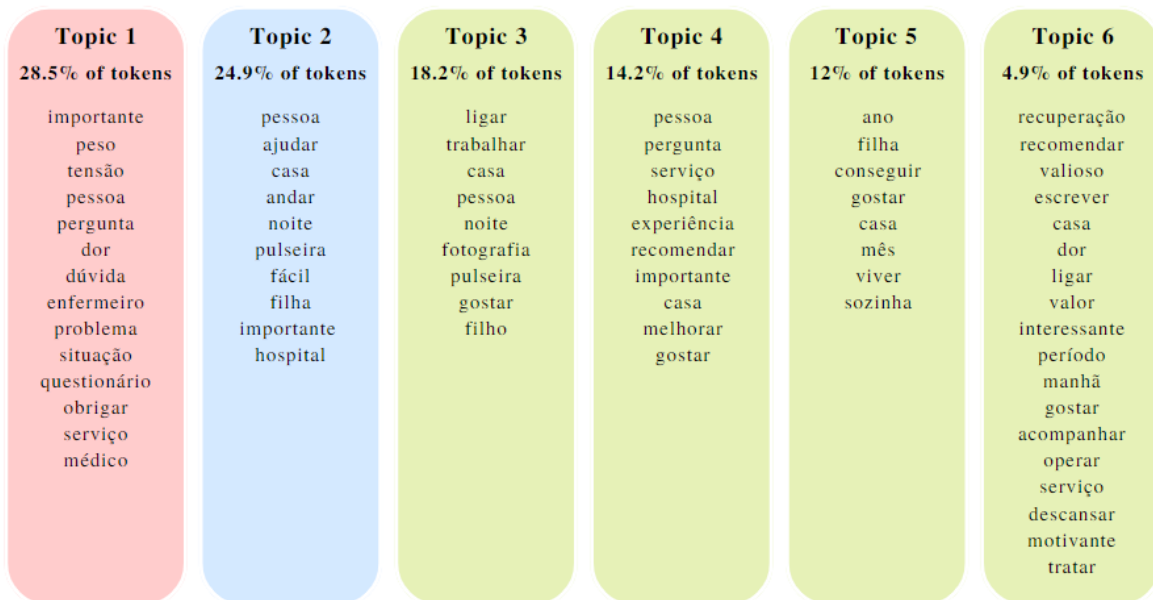 Topic 1
28.5% of tokens
importante
peso
tensão
pessoa
pergunta
dor
dúvida
enfermeiro
problema
situação
questionário
obrigar
serviço
médico
Topic 2
24.9% of tokens
pessoa
ajudar
casa
andar
noite
pulseira
fácil
filha
importante
hospital
Topic 3
18.2% of tokens
ligar
trabalhar
casa
pessoa
noite
fotografia
pulseira
gostar
filho
Topic 4
14.2% of tokens
pessoa
pergunta
serviço
hospital
experiência
recomendar
importante
casa
melhorar
gostar
Topic 5
12% of tokens
ano
filha
conseguir
gostar
casa
mês
viver
sozinha
Topic 6
4.9% of tokens
recuperação
recomendar
valioso
escrever
casa
dor
ligar
valor
interessante
período
manhã
gostar
acompanhar
operar
serviço
descansar
motivante
tratar